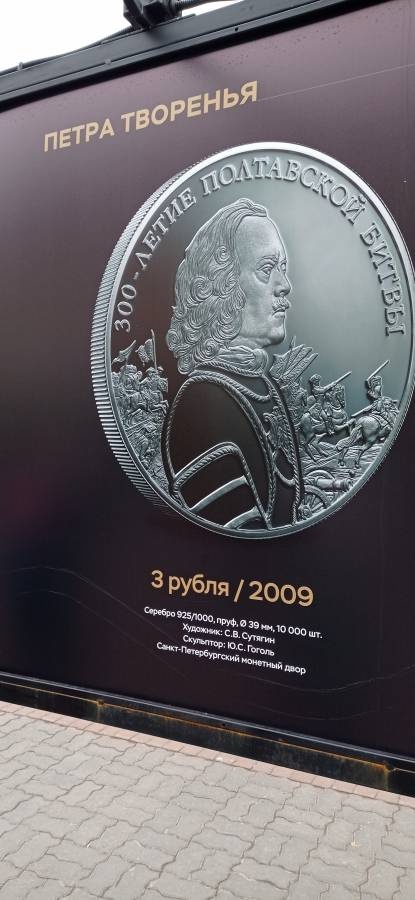 ПЕТРА ТВОРЕНЬЯ
300-ЛЕТИЕ ПОЛТАВСКОЙ БИТВЫ
3 рубля / 2009
Серебро 925/1000, пруф, Ø 39 мм, 10 000 шт.
Художник: С.В. Сутягин
Скульптор: Ю.С. Гоголь
Санкт-Петербургский монетный двор